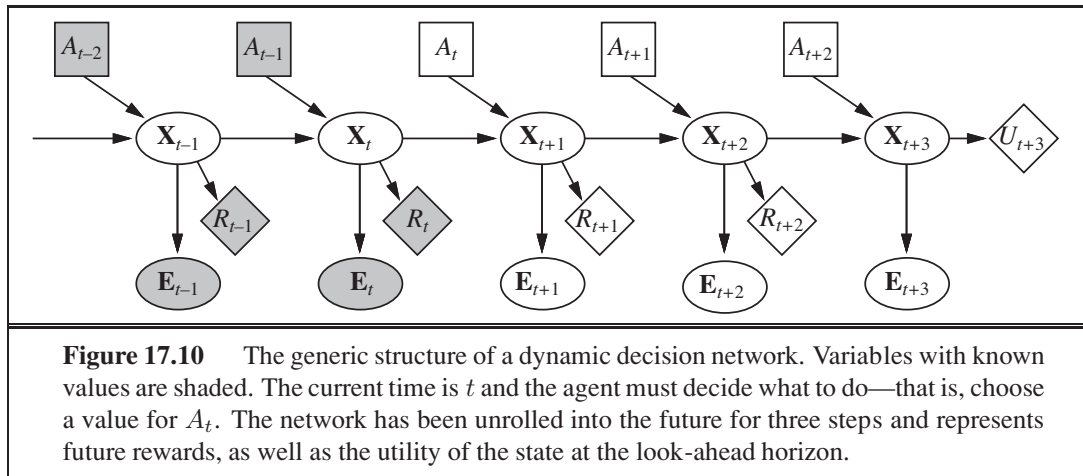 A_{t–2} A_{t–1} A_t A_{t+1} A_{t+2}
X_{t–1} X_t X_{t+1} X_{t+2} X_{t+3} U_{t+3}
R_{t–1} R_t R_{t+1} R_{t+2}
E_{t–1} E_t E_{t+1} E_{t+2} E_{t+3}
Figure 17.10 The generic structure of a dynamic decision network. Variables with known
values are shaded. The current time is t and the agent must decide what to do—that is, choose
a value for A_t. The network has been unrolled into the future for three steps and represents
future rewards, as well as the utility of the state at the look-ahead horizon.